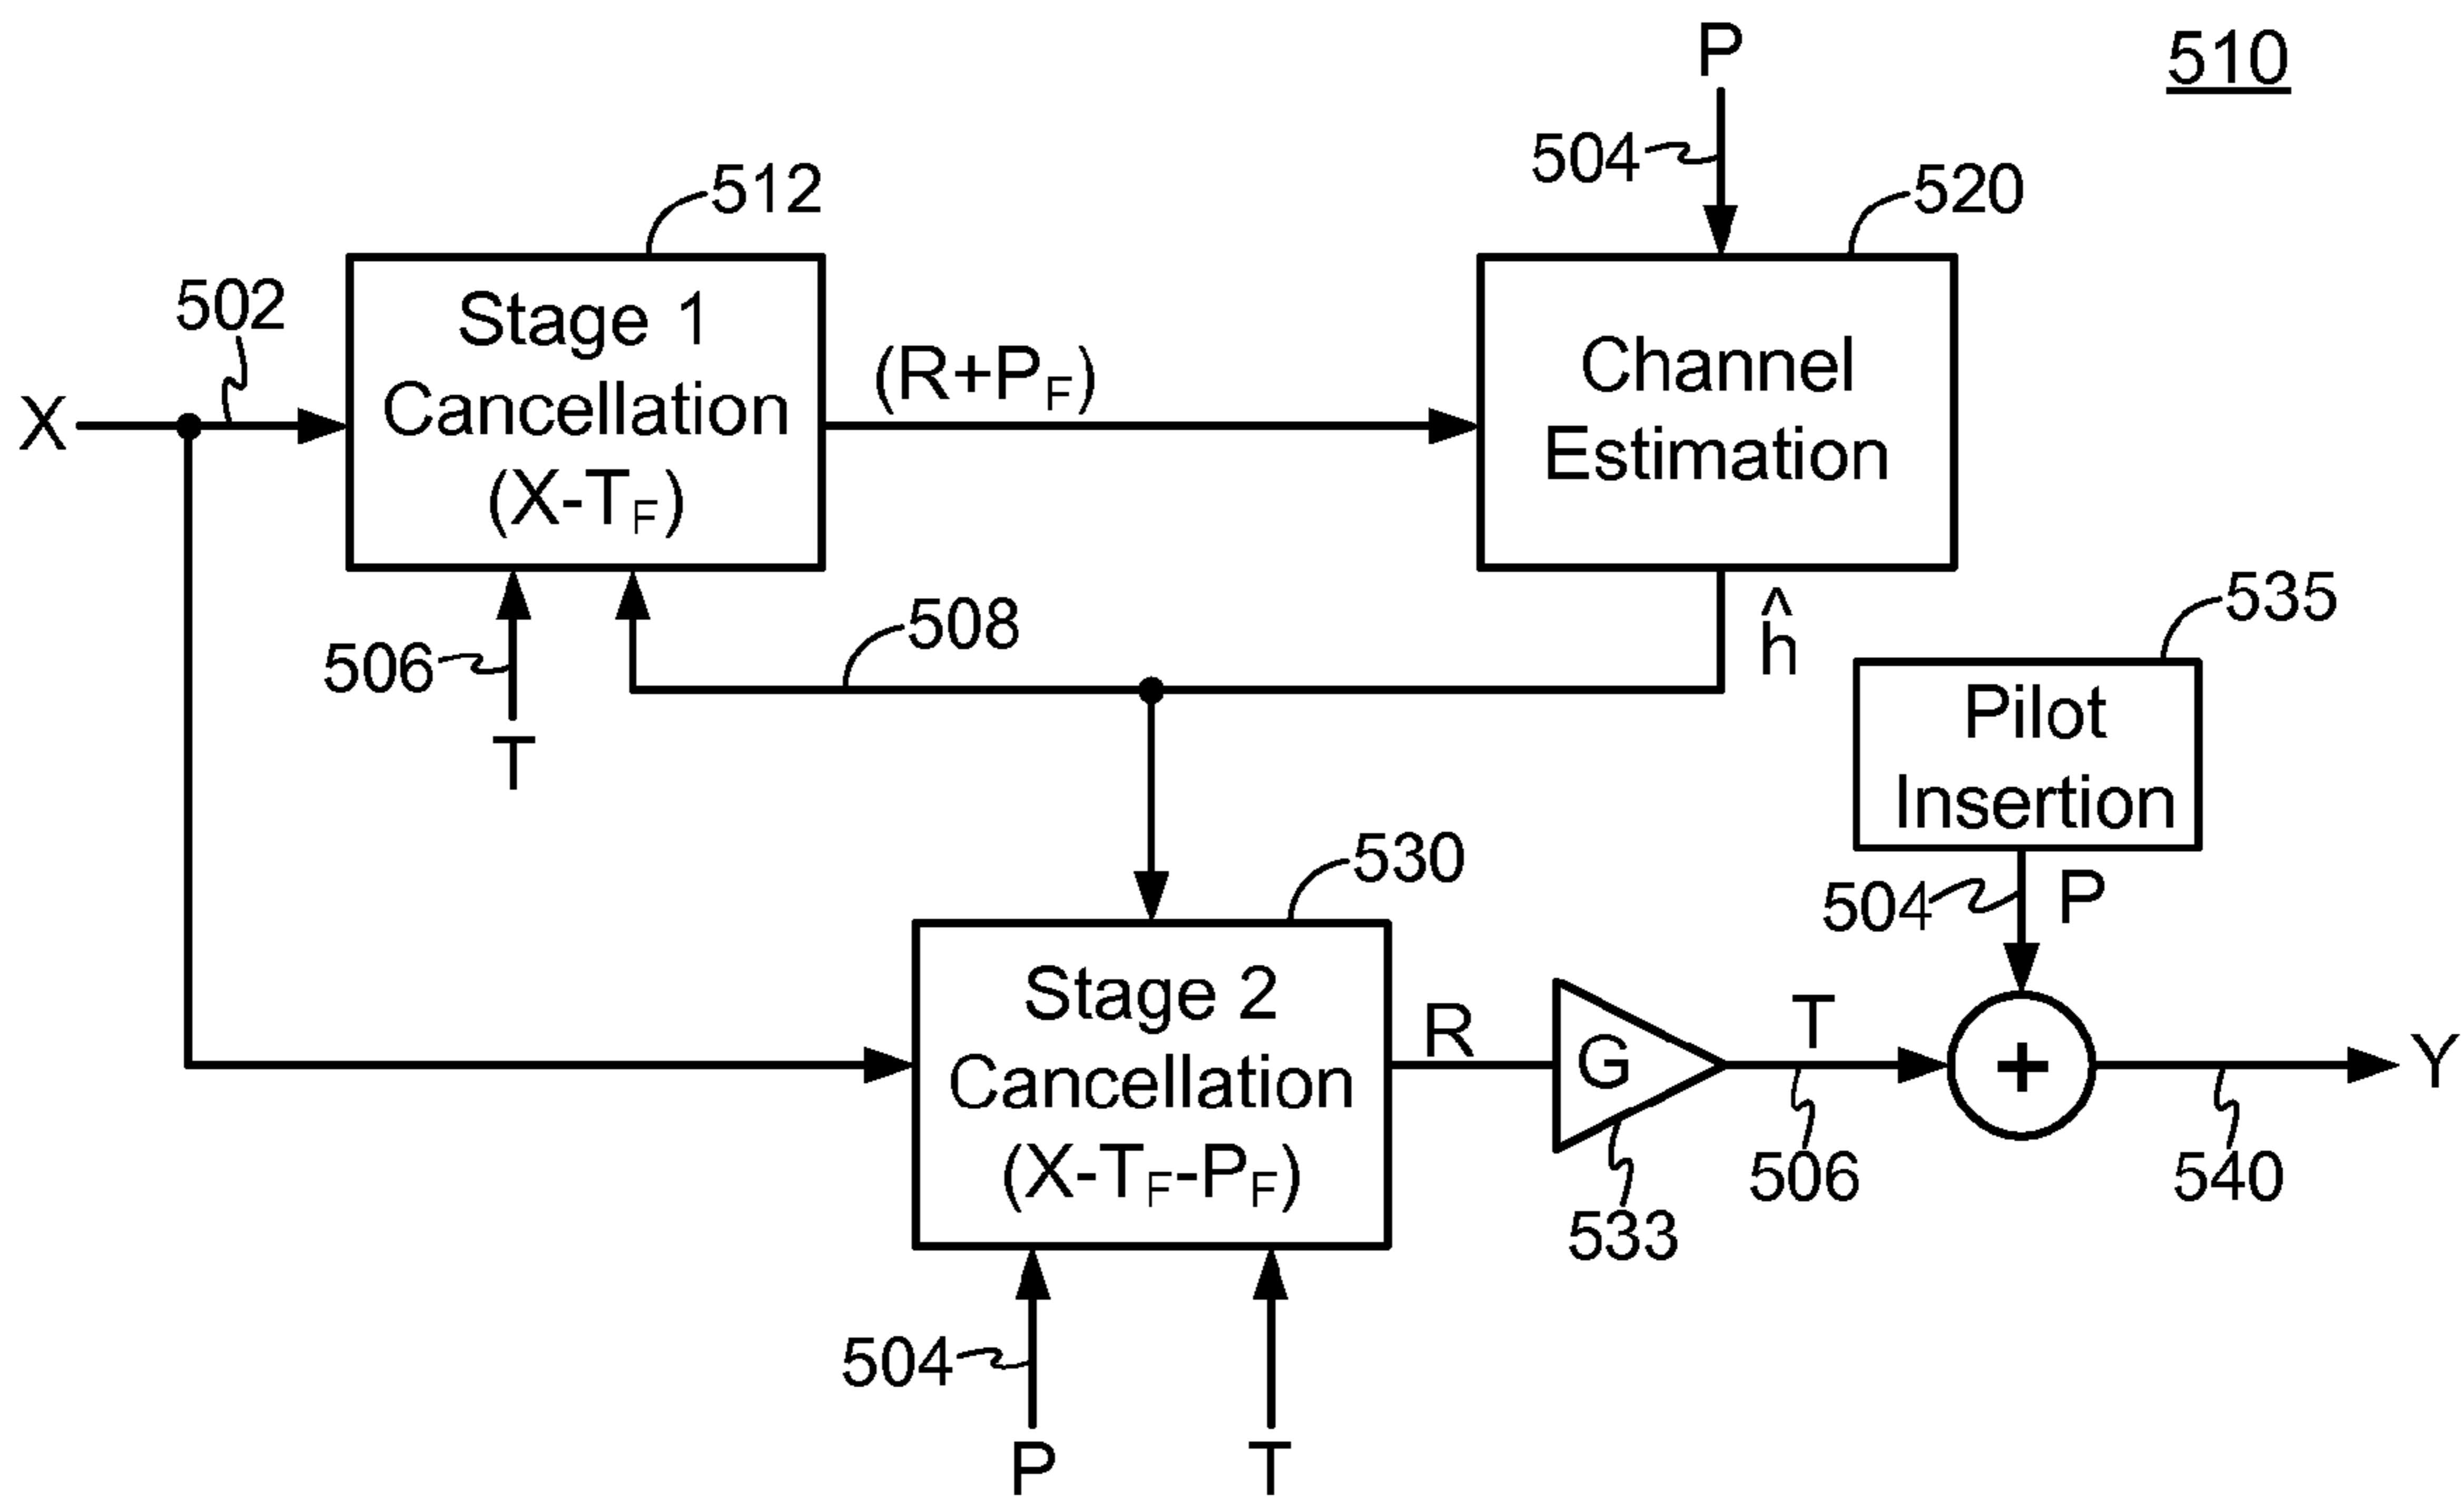 P
510
504
512
520
502
Stage 1
Cancellation
(X-TF)
(R+PF)
Channel
Estimation
X
506
T
508
ĥ
535
Pilot
Insertion
504
P
530
Stage 2
Cancellation
(X-TF-PF)
R
G
T
+
Y
533
506
540
504
P
T